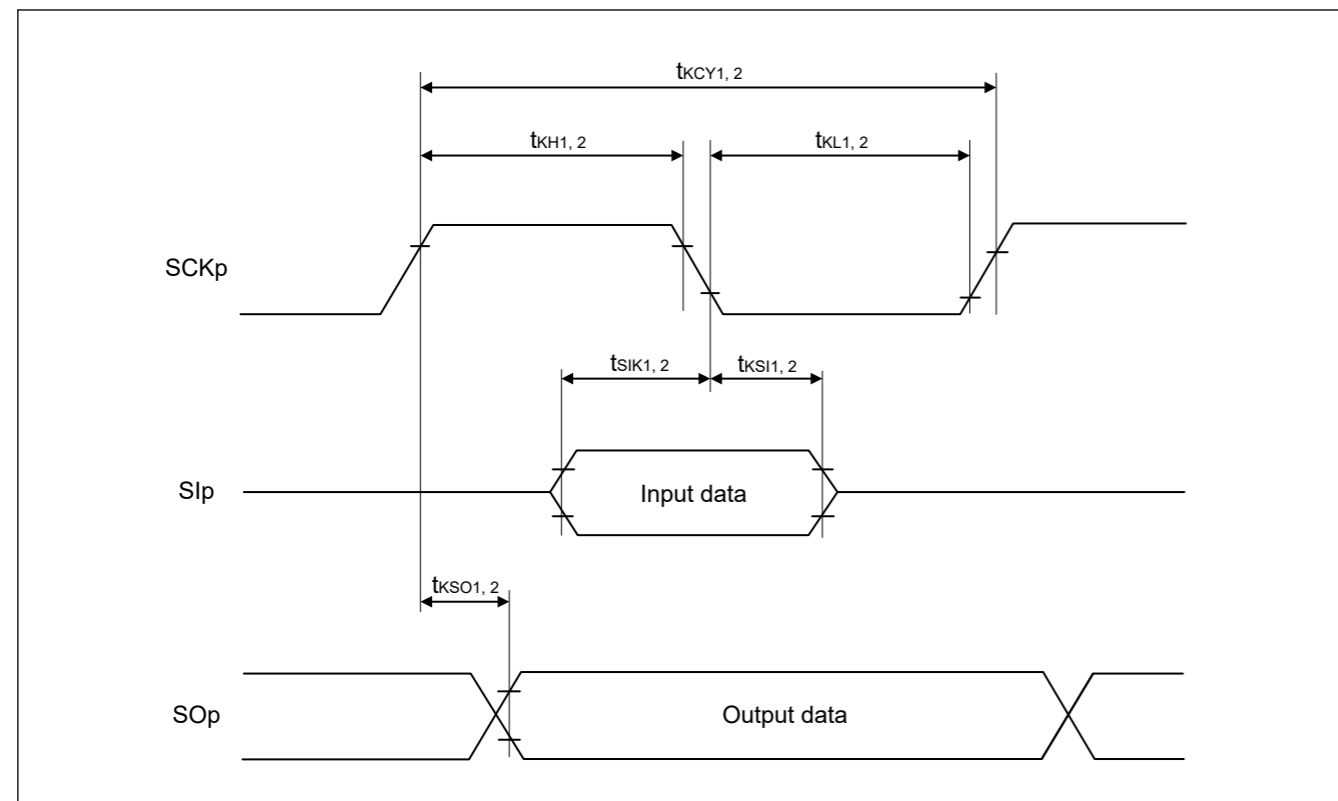 tKCY1, 2
tKH1, 2
tKL1, 2
SCKp
tSIK1, 2
tKSI1, 2
SIp
Input data
tKSO1, 2
SOp
Output data